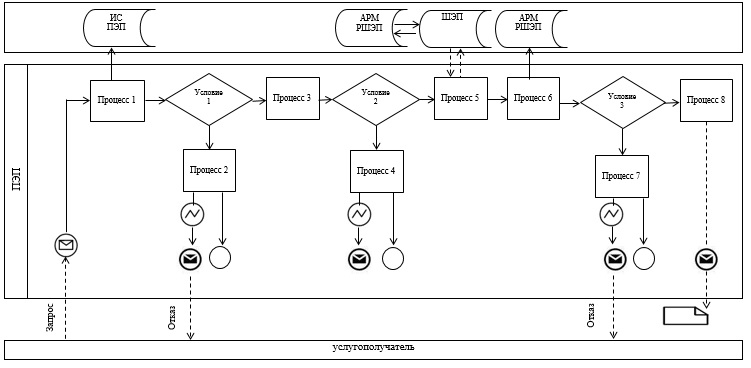 ИС
ПЭП
АРМ
РШЭП
ШЭП
АРМ
РШЭП
Процесс 1
Условие
1
Процесс 3
Условие
2
Процесс 5
Процесс 6
Условие
3
Процесс 8
Процесс 2
Процесс 4
Процесс 7
ПЭП
Запрос
Отказ
Отказ
услугополучатель